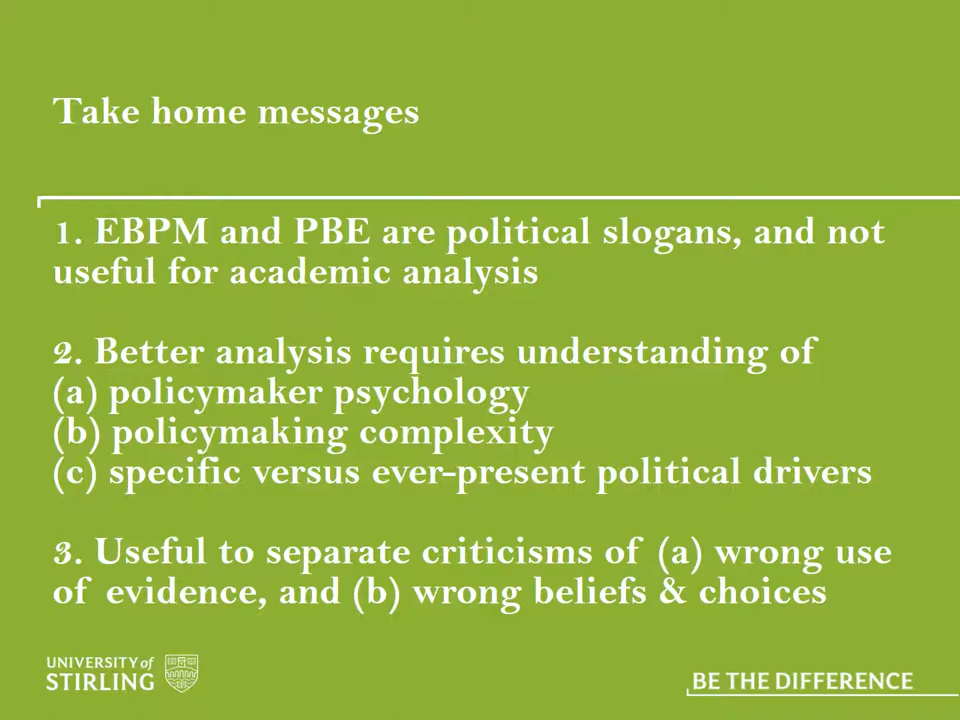 Take home messages
1. EBPM and PBE are political slogans, and not
useful for academic analysis
2. Better analysis requires understanding of
(a) policymaker psychology
(b) policymaking complexity
(c) specific versus ever-present political drivers
3. Useful to separate criticisms of (a) wrong use
of evidence, and (b) wrong beliefs & choices
UNIVERSITY of
STIRLING
BE THE DIFFERENCE